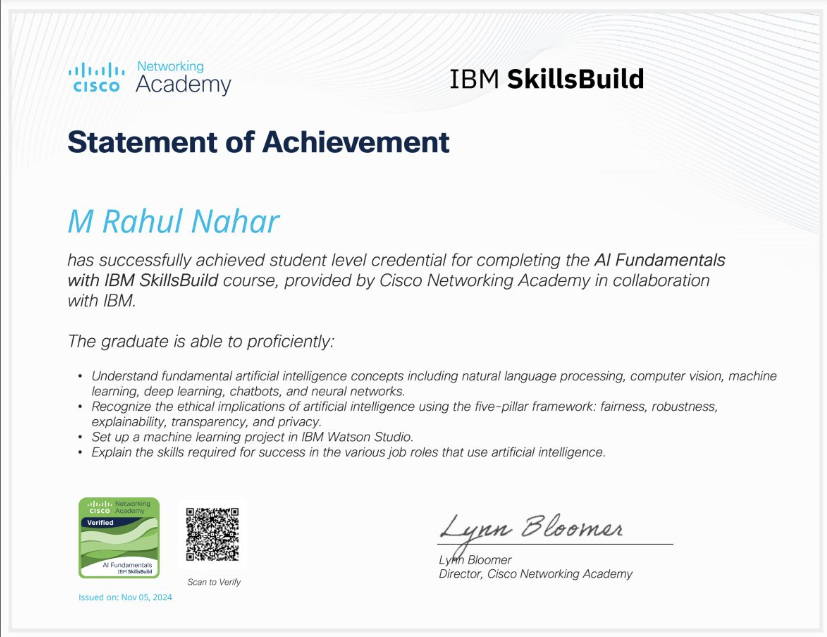 Networking
CISCO Academy
IBM SkillsBuild
Statement of Achievement
M Rahul Nahar
has successfully achieved student level credential for completing the AI Fundamentals
with IBM SkillsBuild course, provided by Cisco Networking Academy in collaboration
with IBM.
The graduate is able to proficiently:
• Understand fundamental artificial intelligence concepts including natural language processing, computer vision, machine
learning, deep learning, chatbots, and neural networks.
• Recognize the ethical implications of artificial intelligence using the five-pillar framework: fairness, robustness,
explainability, transparency, and privacy.
• Set up a machine learning project in IBM Watson Studio.
• Explain the skills required for success in the various job roles that use artificial intelligence.
Networking
CISCO Academy
Verified
AI Fundamentals
IBM SkillsBuild
Scan to Verify
Issued on: Nov 05, 2024
Lynn Bloomer
Lynn Bloomer
Director, Cisco Networking Academy